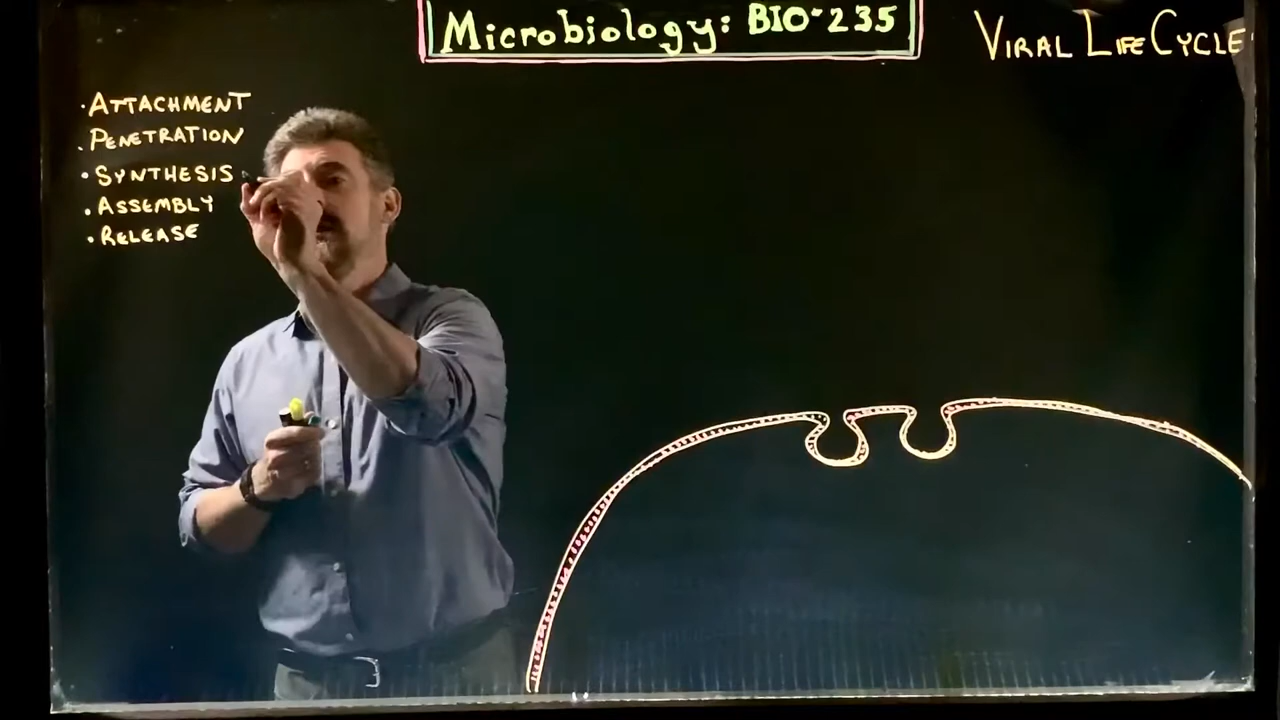 Microbiology: BIO-235
VIRAL LIFE CYCLE
·ATTACHMENT
·PENETRATION
·SYNTHESIS
·ASSEMBLY
·RELEASE